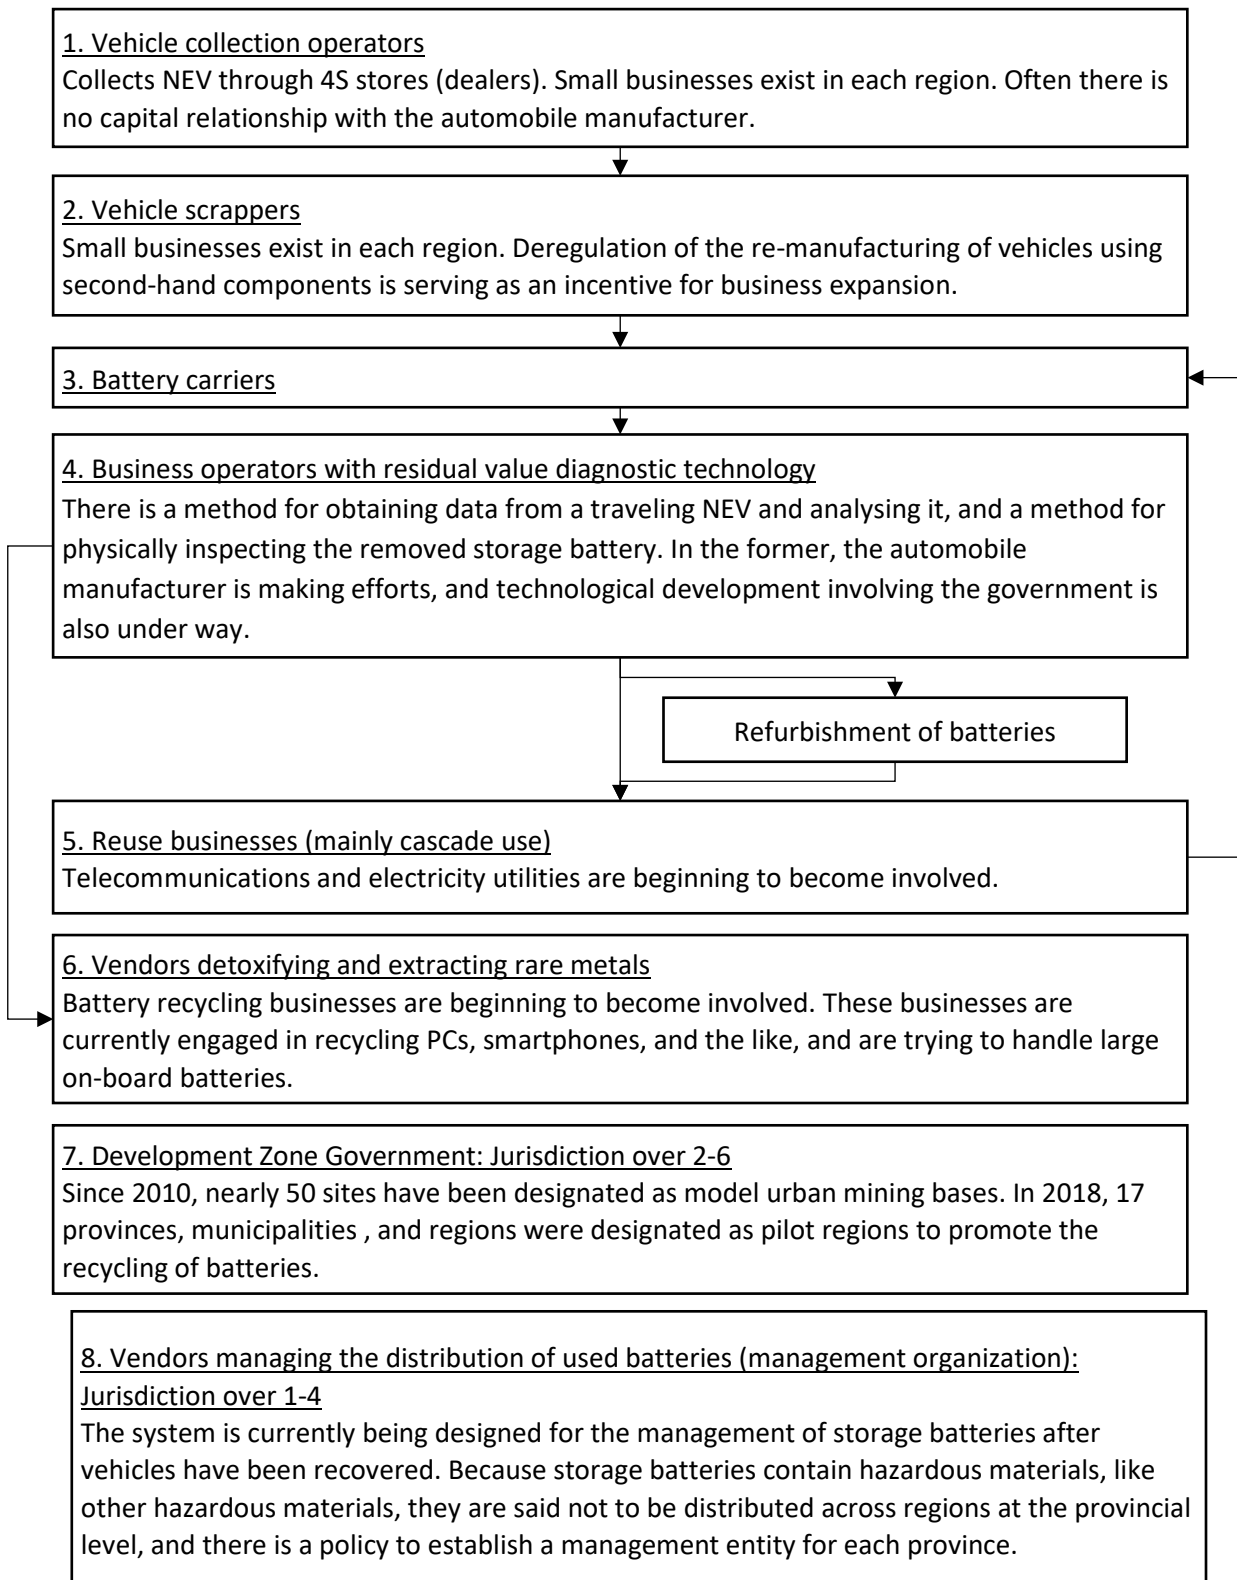 1. Vehicle collection operators
Collects NEV through 4S stores (dealers). Small businesses exist in each region. Often there is
no capital relationship with the automobile manufacturer.
2. Vehicle scrappers
Small businesses exist in each region. Deregulation of the re-manufacturing of vehicles using
second-hand components is serving as an incentive for business expansion.
3. Battery carriers
4. Business operators with residual value diagnostic technology
There is a method for obtaining data from a traveling NEV and analysing it, and a method for
physically inspecting the removed storage battery. In the former, the automobile
manufacturer is making efforts, and technological development involving the government is
also under way.
Refurbishment of batteries
5. Reuse businesses (mainly cascade use)
Telecommunications and electricity utilities are beginning to become involved.
6. Vendors detoxifying and extracting rare metals
Battery recycling businesses are beginning to become involved. These businesses are
currently engaged in recycling PCs, smartphones, and the like, and are trying to handle large
on-board batteries.
7. Development Zone Government: Jurisdiction over 2-6
Since 2010, nearly 50 sites have been designated as model urban mining bases. In 2018, 17
provinces, municipalities , and regions were designated as pilot regions to promote the
recycling of batteries.
8. Vendors managing the distribution of used batteries (management organization):
Jurisdiction over 1-4
The system is currently being designed for the management of storage batteries after
vehicles have been recovered. Because storage batteries contain hazardous materials, like
other hazardous materials, they are said not to be distributed across regions at the provincial
level, and there is a policy to establish a management entity for each province.